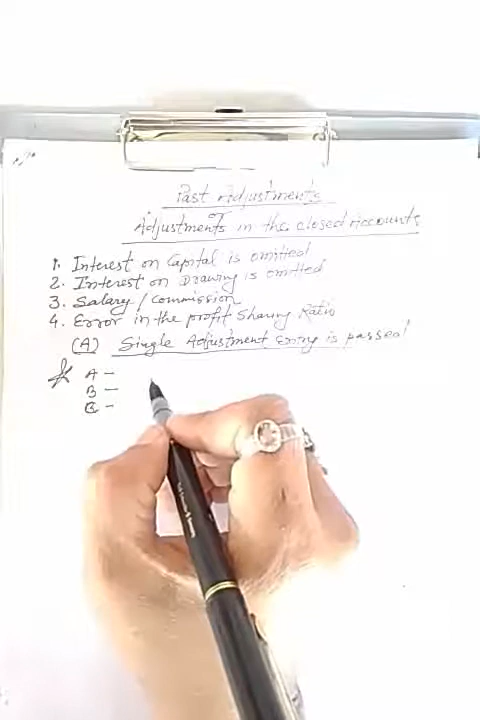 Past Adjustments
or
Adjustments in the closed Accounts
1. Interest on Capital is omitted
2. Interest on Drawing is omitted
3. Salary / Commission
4. Error in the profit Sharing Ratio
(A) Single Adjustment Entry is passed
A -
B -
C -